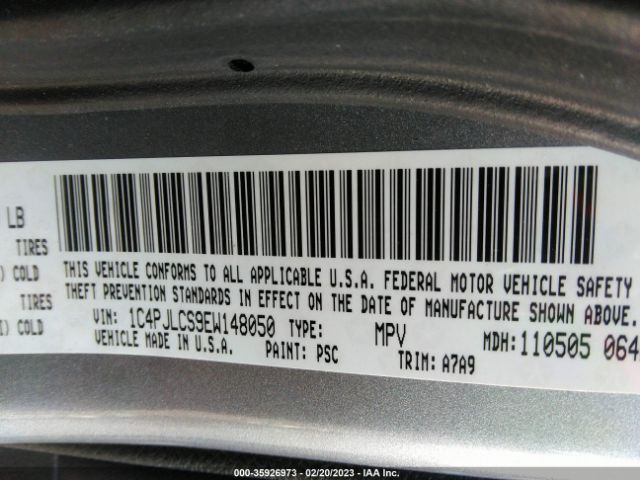 LB
TIRES
) COLD
TIRES
I) COLD
THIS VEHICLE CONFORMS TO ALL APPLICABLE U.S.A. FEDERAL MOTOR VEHICLE SAFETY
THEFT PREVENTION STANDARDS IN EFFECT ON THE DATE OF MANUFACTURE SHOWN ABOVE.
VIN: 1C4PJLCS9EW148050 TYPE: MPV MDH:110505 064
VEHICLE MADE IN U.S.A. PAINT: PSC TRIM: A7A9
000-35926973 - 02/20/2023 - IAA Inc.